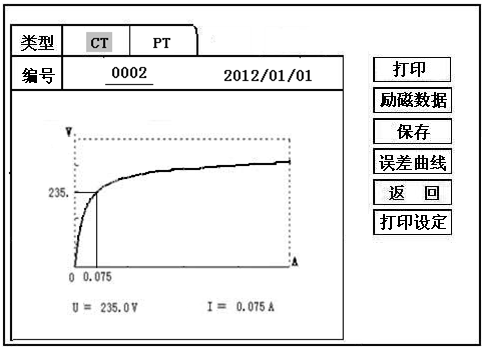 类型 CT PT
编号 0002 2012/01/01
打印
励磁数据
保存
误差曲线
返 回
打印设定
V
235.
A
0 0.075
U = 235.0V I = 0.075A